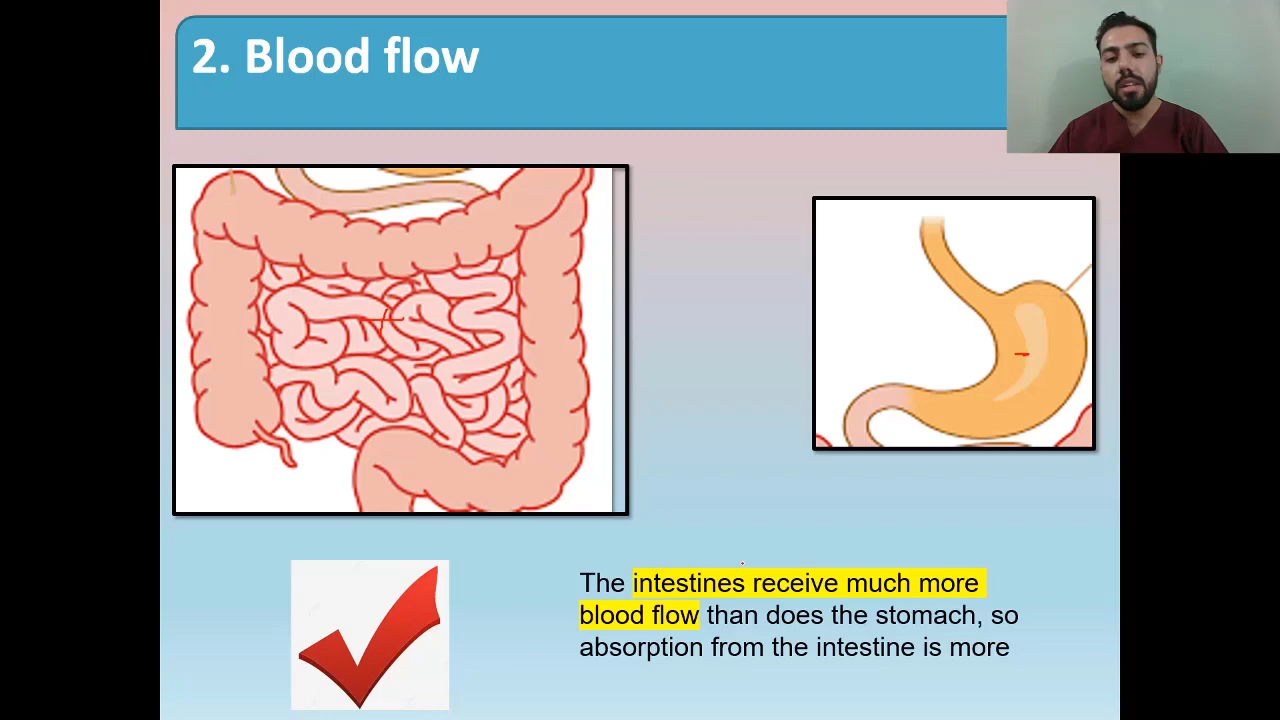 2. Blood flow
The intestines receive much more
blood flow than does the stomach, so
absorption from the intestine is more